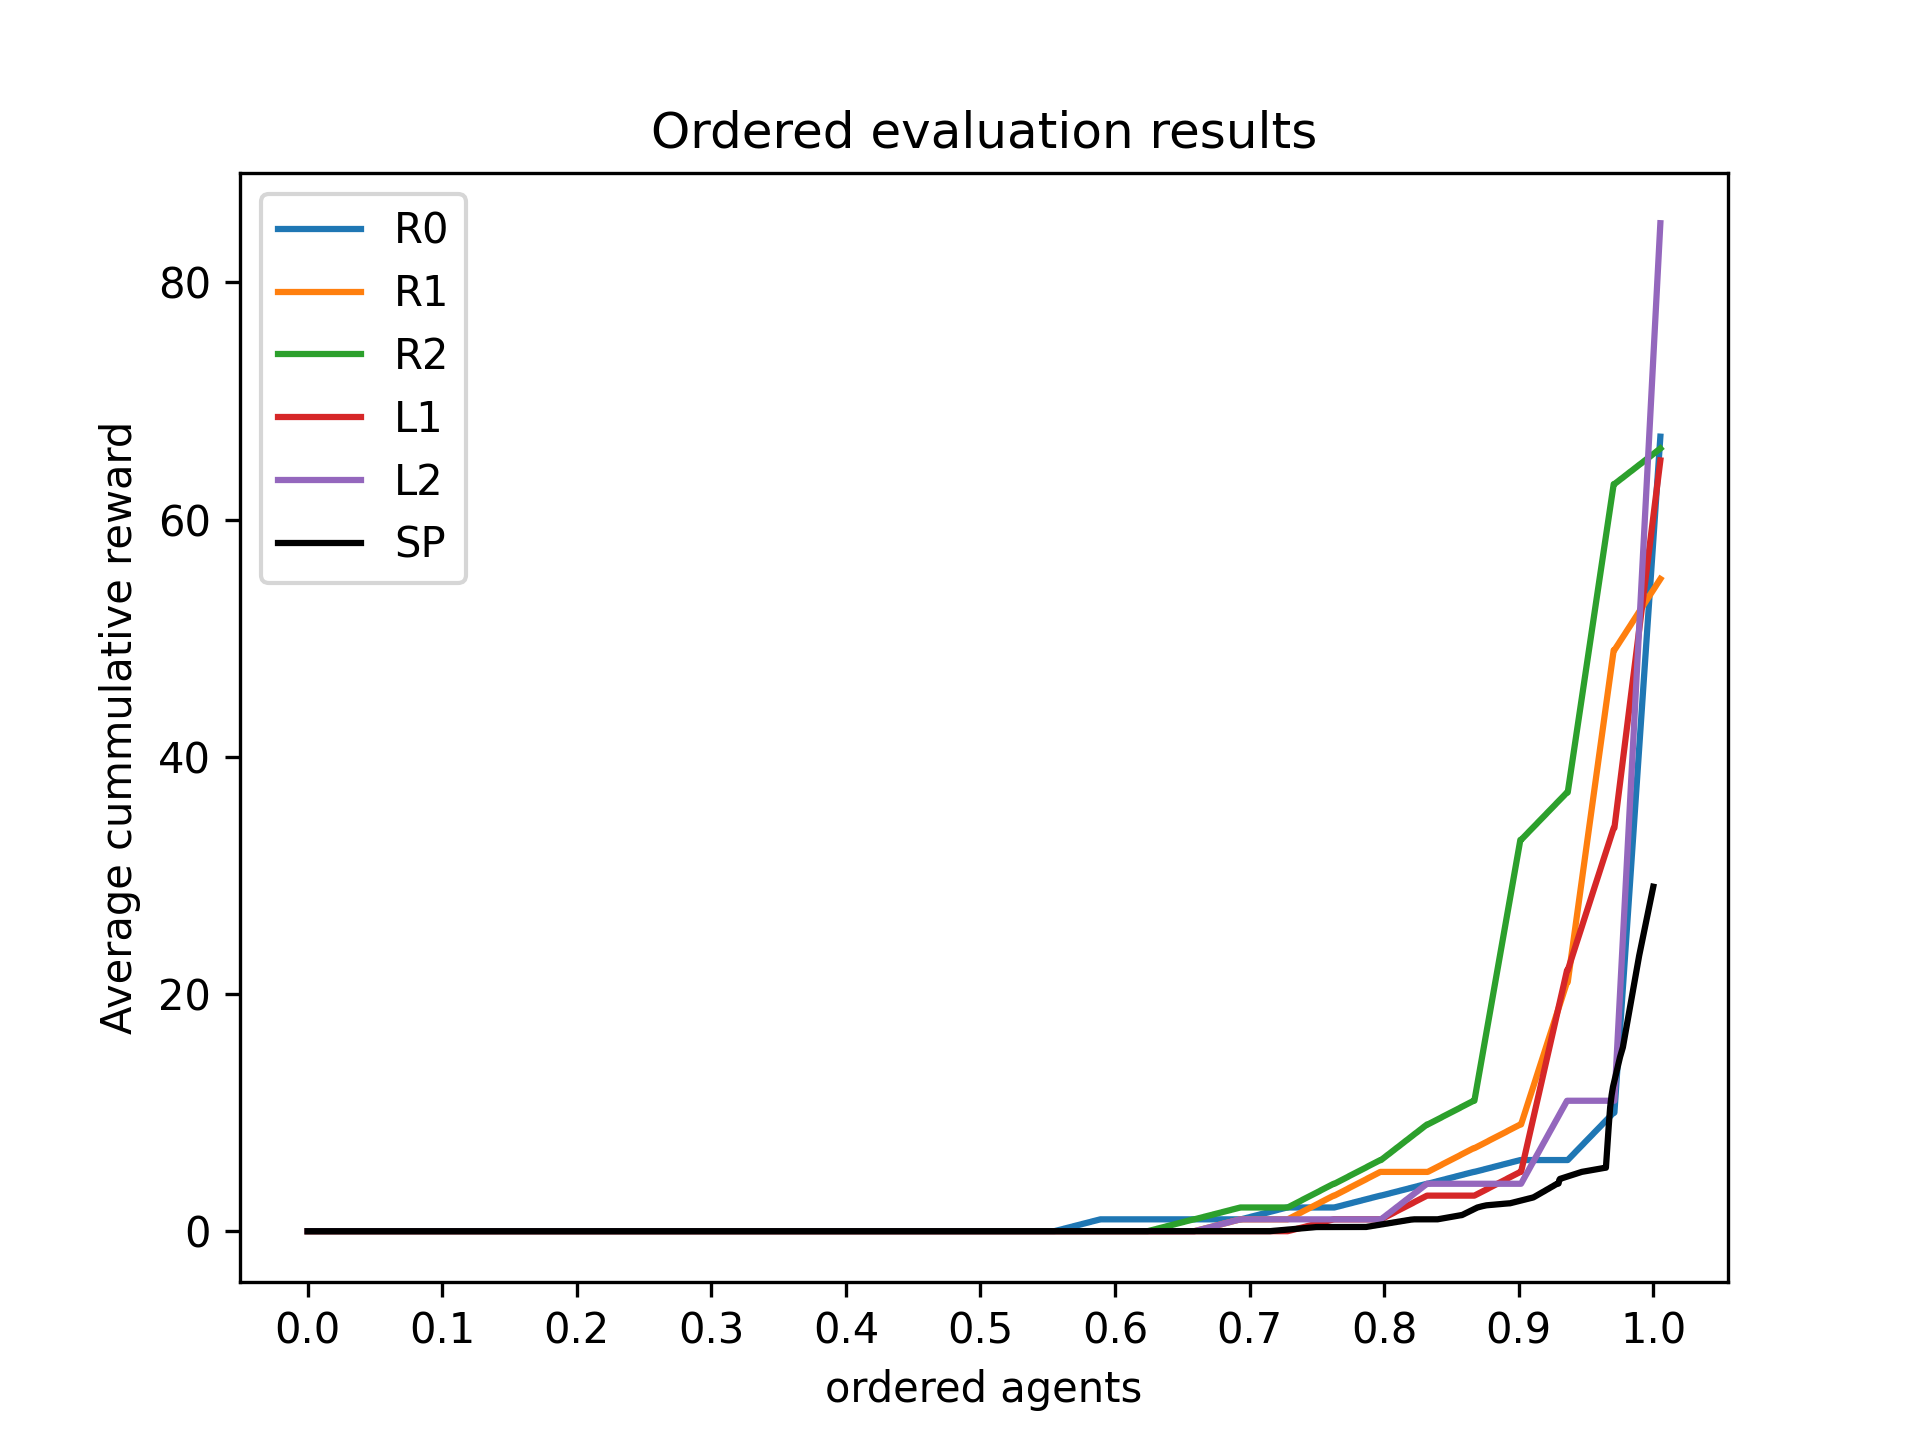 Ordered evaluation results
R0
R1
R2
L1
L2
SP
Average cummulative reward
80
60
40
20
0
0.0 0.1 0.2 0.3 0.4 0.5 0.6 0.7 0.8 0.9 1.0
ordered agents